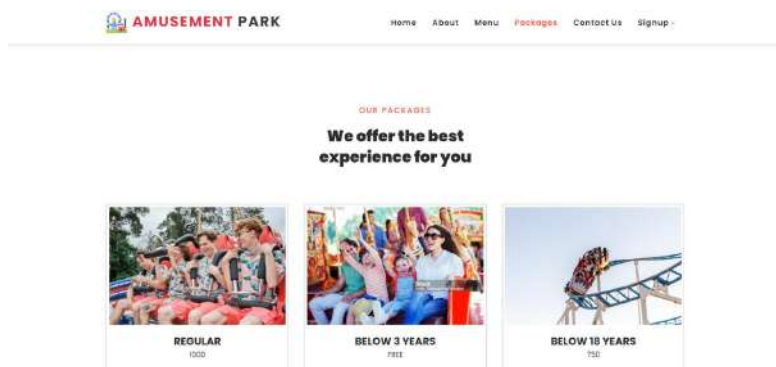 AMUSEMENT PARK
Home About Menu Packages Contact Us Signup
OUR PACKAGES
We offer the best
experience for you
REGULAR
1000
BELOW 3 YEARS
FREE
BELOW 18 YEARS
750